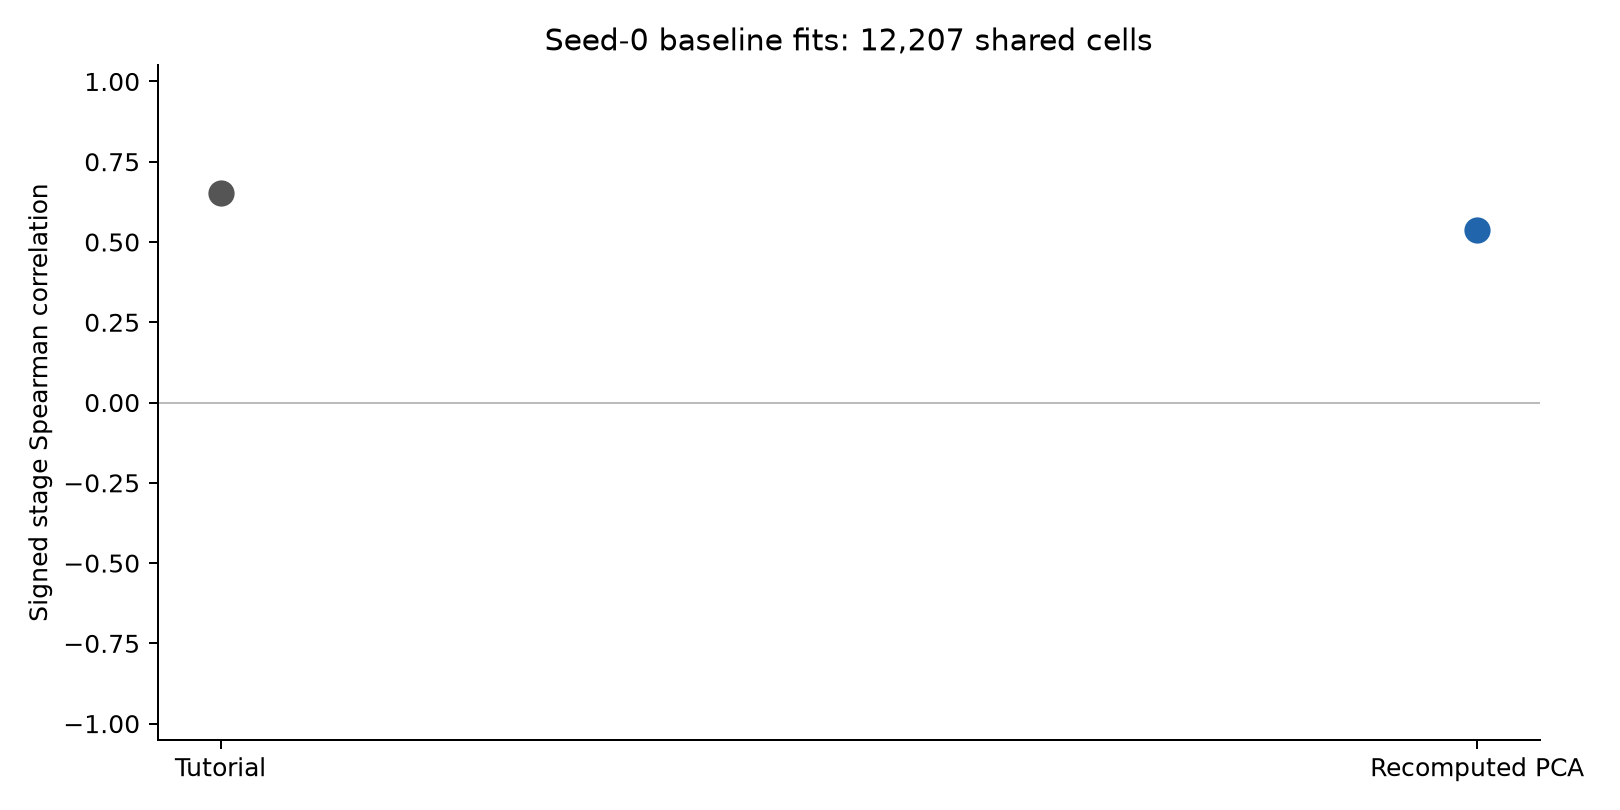 Seed-0 baseline fits: 12,207 shared cells
Signed stage Spearman correlation
1.00
0.75
0.50
0.25
0.00
−0.25
−0.50
−0.75
−1.00
Tutorial
Recomputed PCA